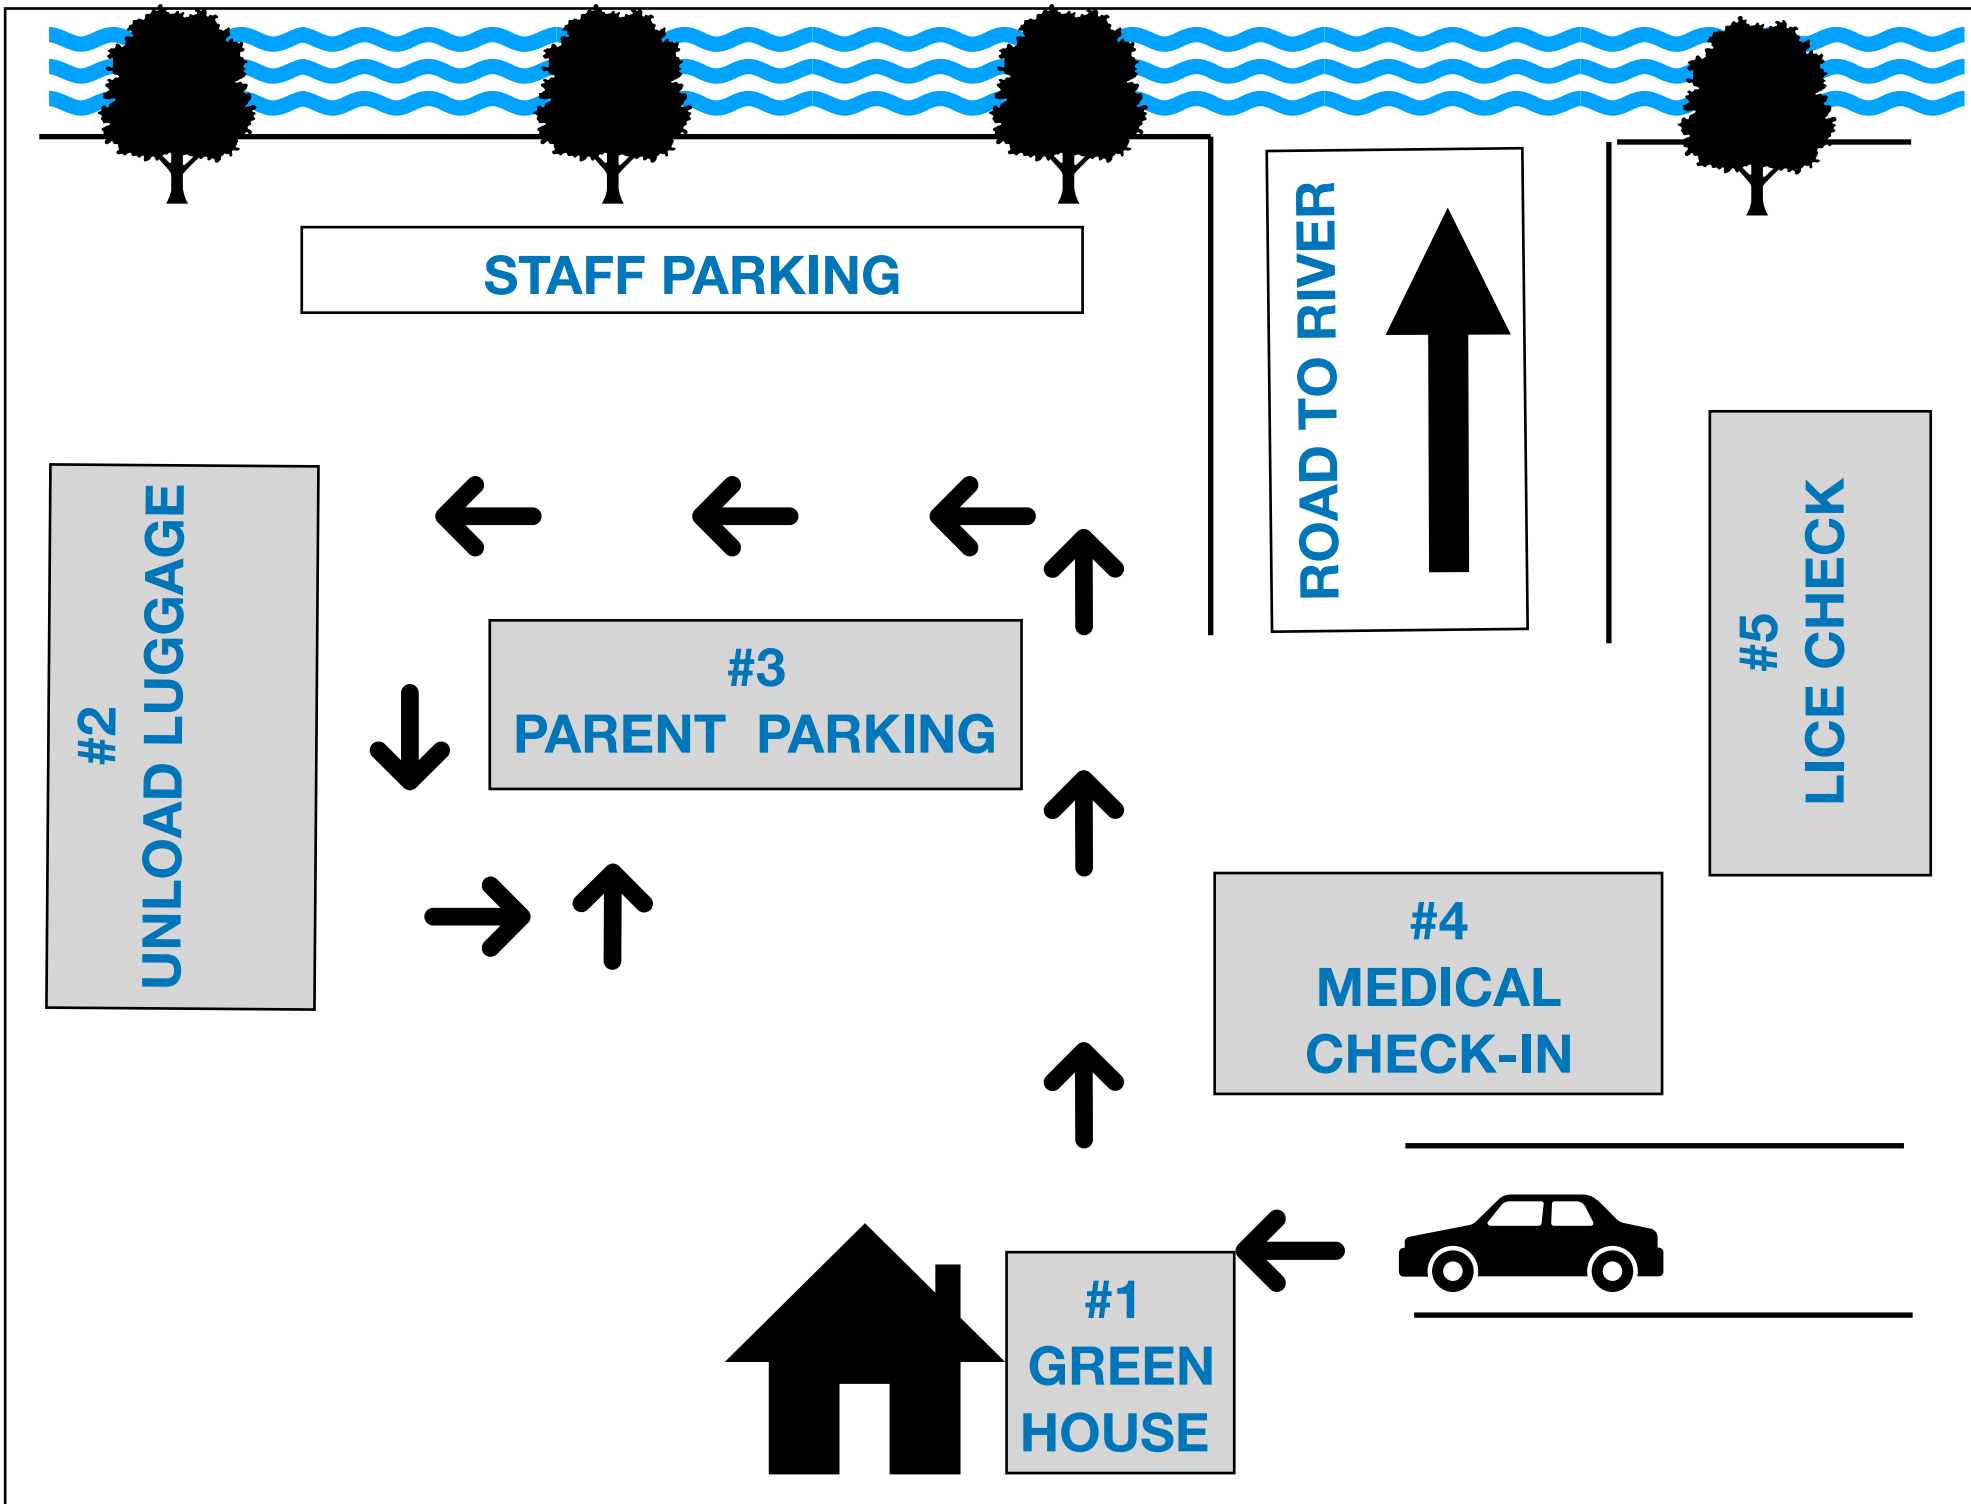 STAFF PARKING
ROAD TO RIVER
#2
UNLOAD LUGGAGE
#3
PARENT PARKING
#5
LICE CHECK
#4
MEDICAL
CHECK-IN
#1
GREEN
HOUSE